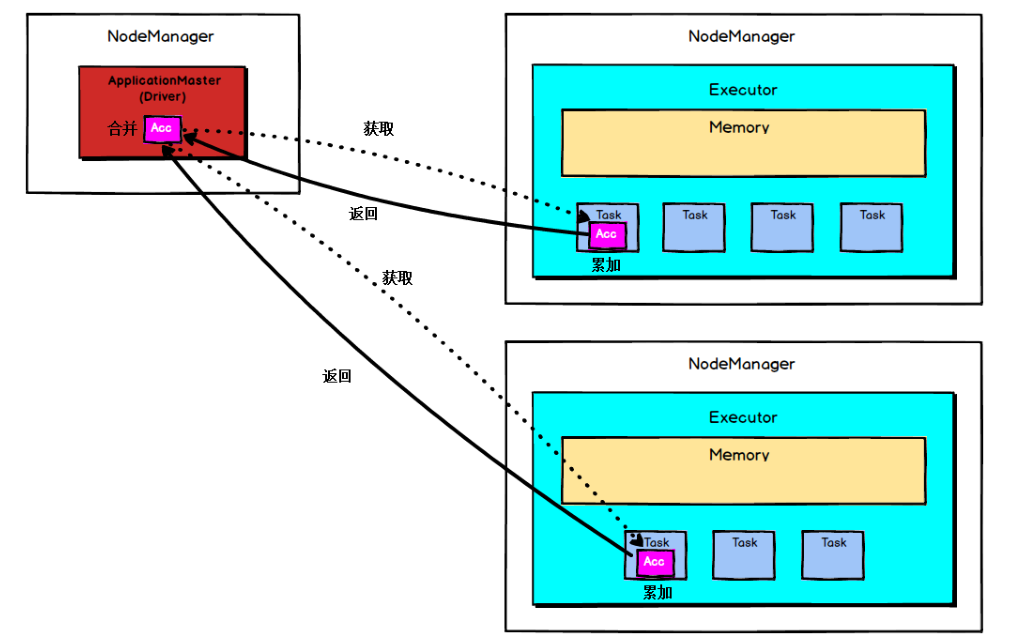 NodeManager
ApplicationMaster
(Driver)
合并
Acc
获取
返回
获取
返回
NodeManager
Executor
Memory
Task
Task
Task
Task
Acc
累加
NodeManager
Executor
Memory
Task
Task
Task
Acc
累加